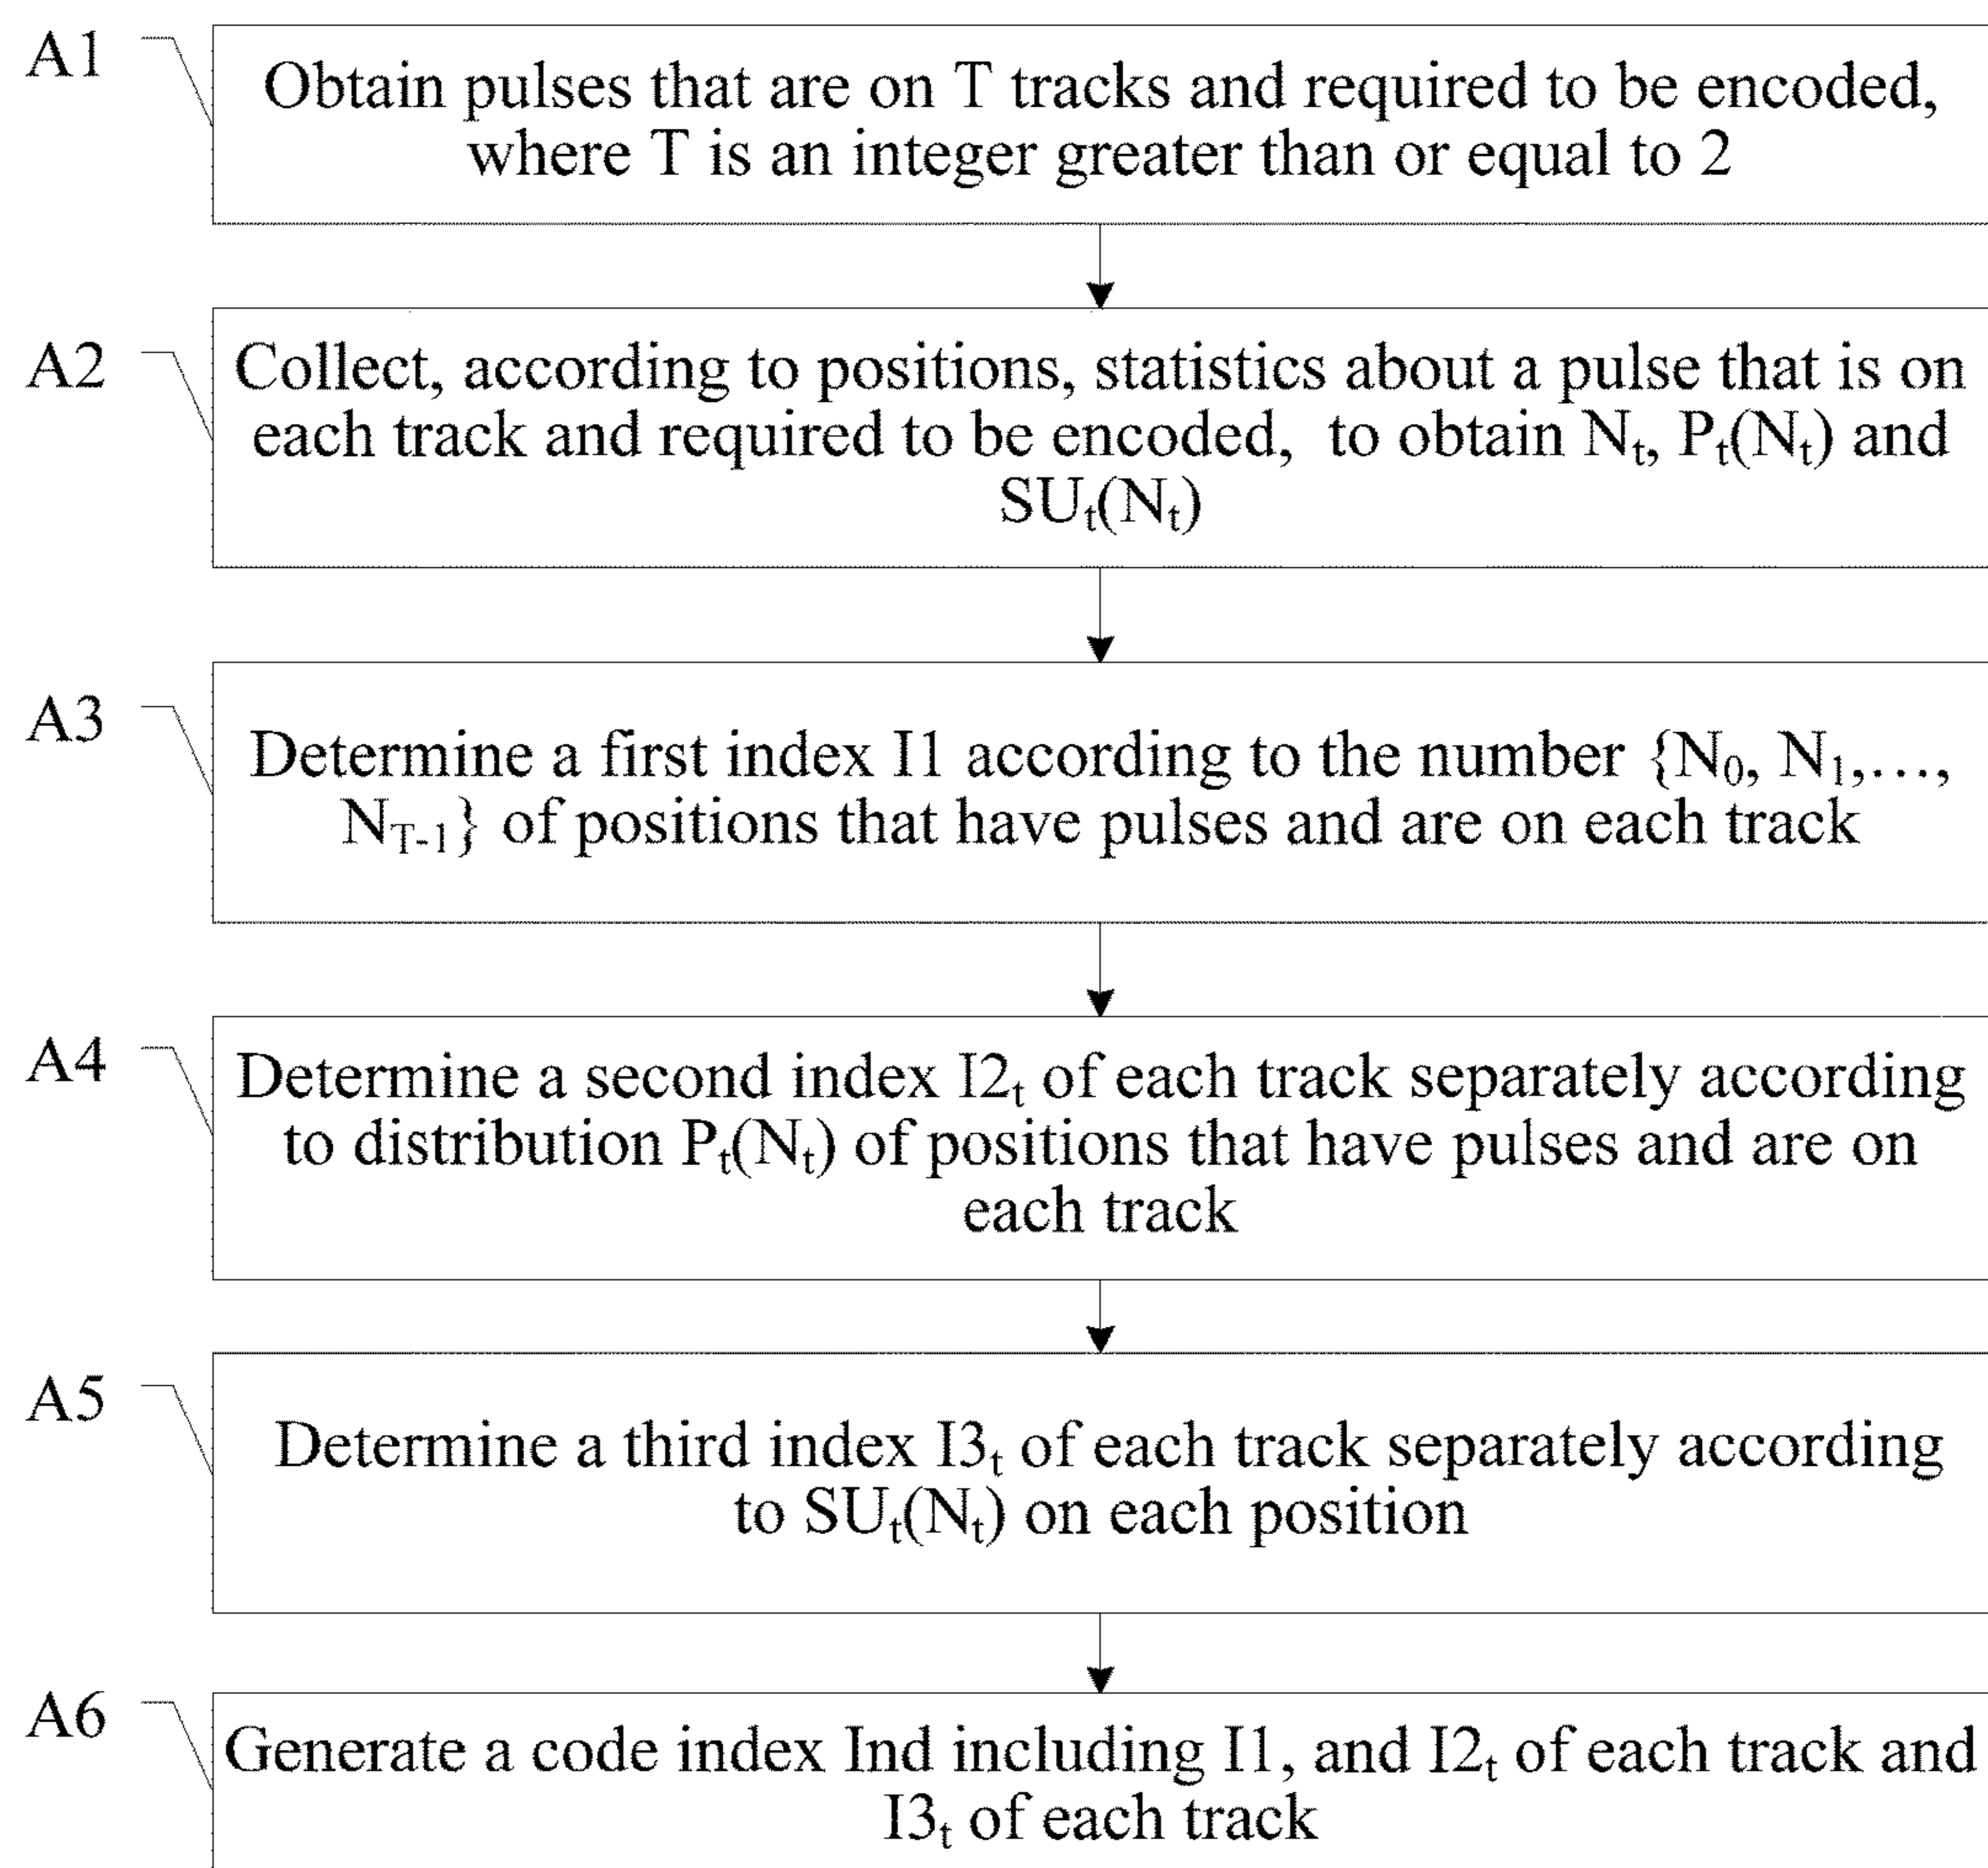 A1
Obtain pulses that are on T tracks and required to be encoded,
where T is an integer greater than or equal to 2
A2
Collect, according to positions, statistics about a pulse that is on
each track and required to be encoded, to obtain Nₜ, Pₜ(Nₜ) and
SUₜ(Nₜ)
A3
Determine a first index I1 according to the number {N₀, N₁,…,
N_T-1} of positions that have pulses and are on each track
A4
Determine a second index I2ₜ of each track separately according
to distribution Pₜ(Nₜ) of positions that have pulses and are on
each track
A5
Determine a third index I3ₜ of each track separately according
to SUₜ(Nₜ) on each position
A6
Generate a code index Ind including I1, and I2ₜ of each track and
I3ₜ of each track